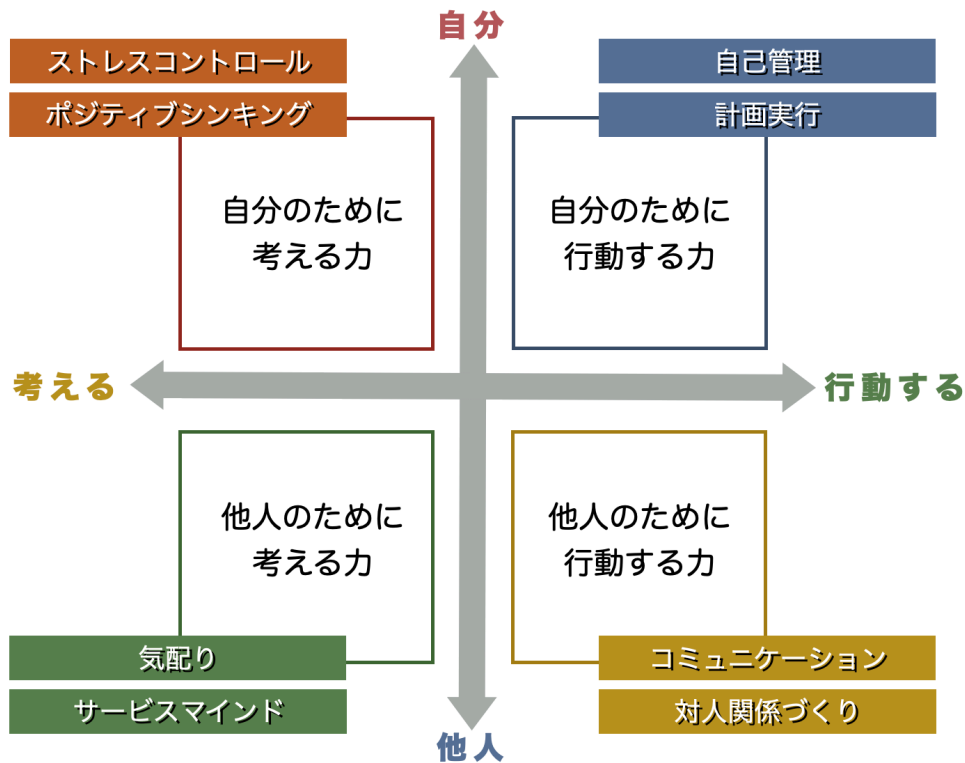 自分
ストレスコントロール
ポジティブシンキング
自己管理
計画実行
自分のために
考える力
自分のために
行動する力
考える
行動する
他人のために
考える力
他人のために
行動する力
気配り
サービスマインド
コミュニケーション
対人関係づくり
他人